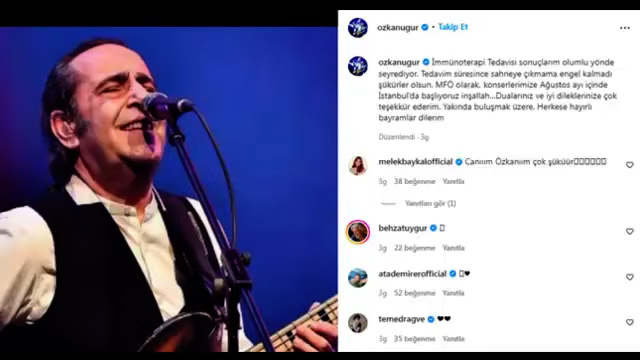 ozkanugur • Takip Et
ozkanugur İmmünoterapi Tedavisi sonuçlarım olumlu yönde
seyrediyor. Tedavim süresince sahneye çıkmama engel kalmadı
şükürler olsun. MFÖ olarak, konserlerimize Ağustos ayı içinde
İstanbul'da başlıyoruz inşallah...Dualarınız ve iyi dileklerinize çok
teşekkür ederim. Yakında buluşmak üzere. Herkese hayırlı
bayramlar dilerim
Düzenlendi · 3g
melekbaykalofficial Canıım Özkanıım çok şüküür
3g 38 beğenme Yanıtla
Yanıtları gör (1)
behzatuygur
3g 22 beğenme Yanıtla
atademirerofficial ❤
3g 52 beğenme Yanıtla
temedragve ❤❤
3g 35 beğenme Yanıtla